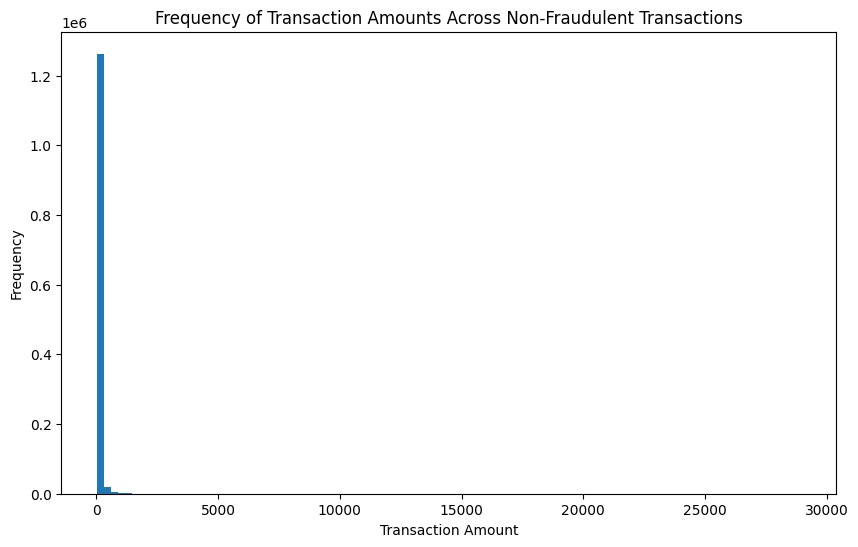 Frequency of Transaction Amounts Across Non-Fraudulent Transactions
1e6
1.2
1.0
0.8
0.6
0.4
0.2
0.0
Frequency
0 5000 10000 15000 20000 25000 30000
Transaction Amount